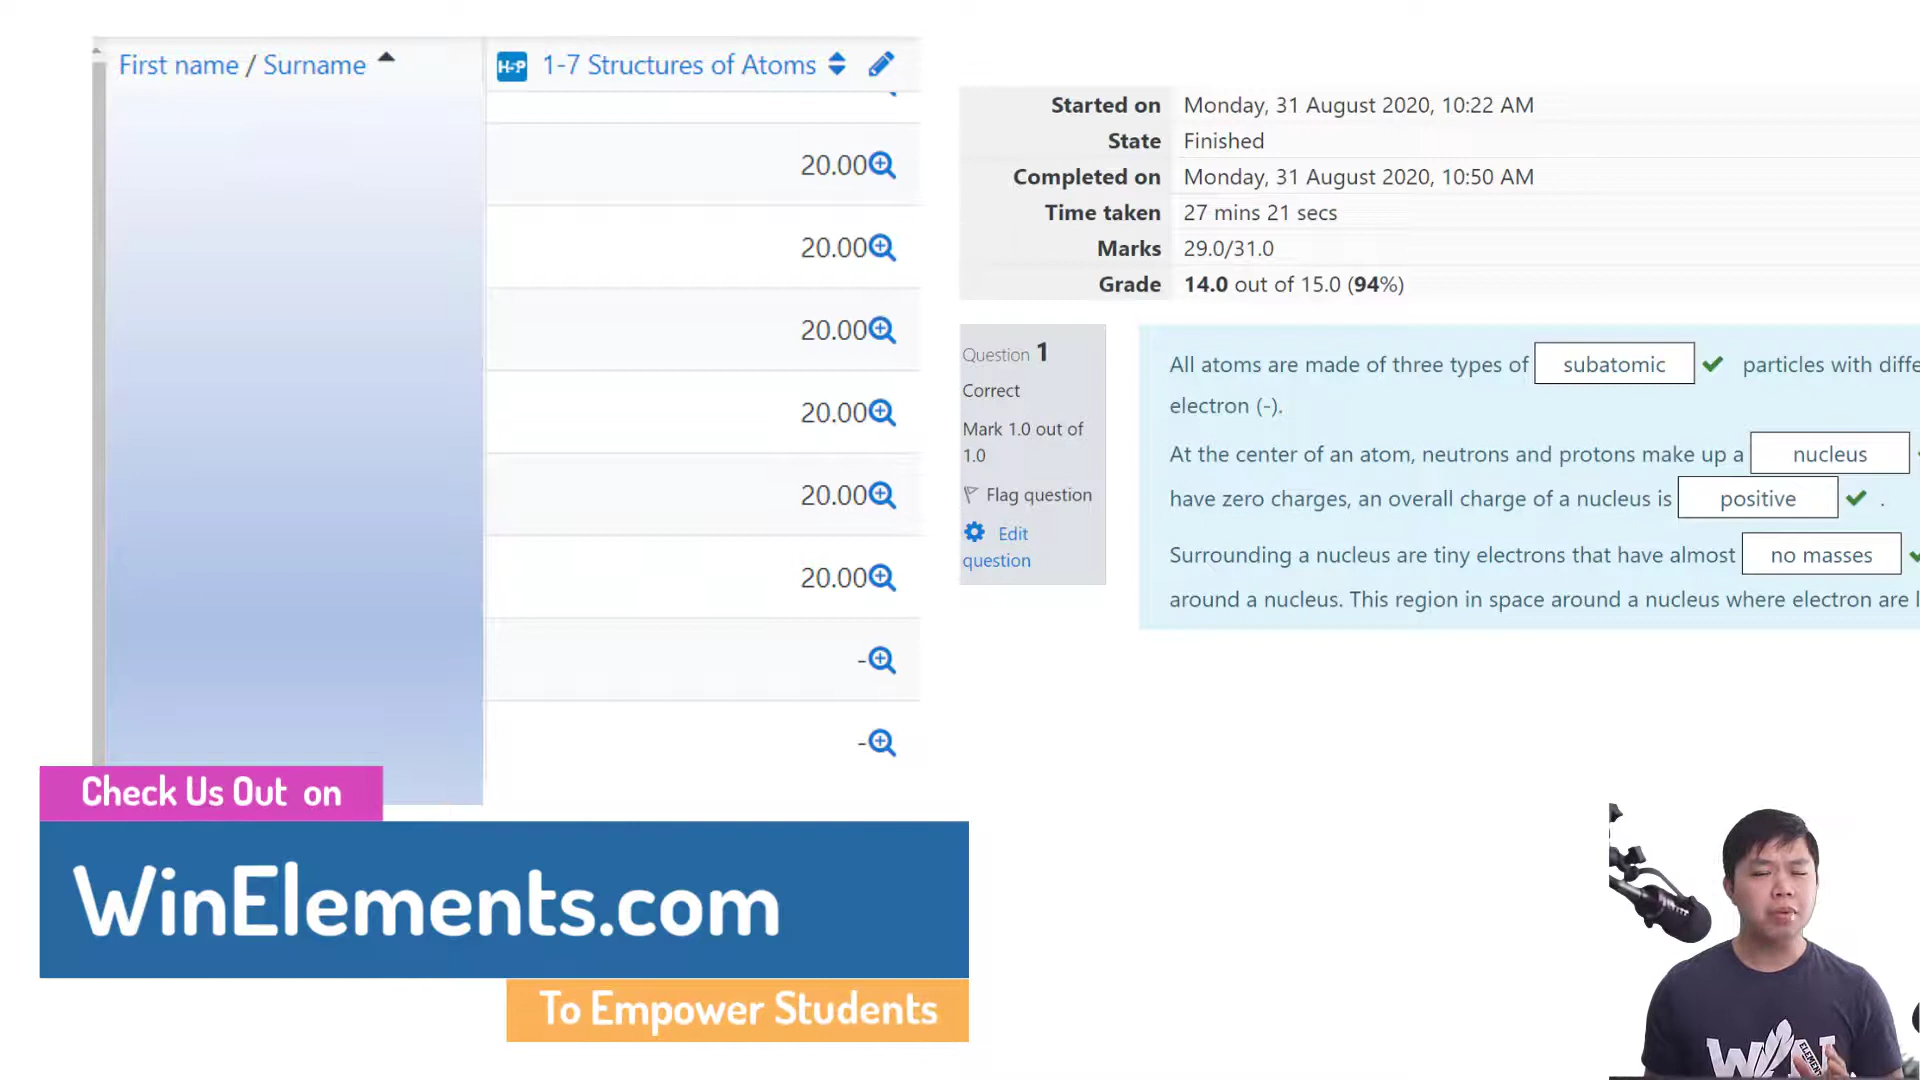 First name / Surname
H-P 1-7 Structures of Atoms
20.00
20.00
20.00
20.00
20.00
20.00
-
-
Started on Monday, 31 August 2020, 10:22 AM
State Finished
Completed on Monday, 31 August 2020, 10:50 AM
Time taken 27 mins 21 secs
Marks 29.0/31.0
Grade 14.0 out of 15.0 (94%)
Question 1
Correct
Mark 1.0 out of
1.0
Flag question
Edit
question
All atoms are made of three types of subatomic particles with diffe
electron (-).
At the center of an atom, neutrons and protons make up a nucleus
have zero charges, an overall charge of a nucleus is positive .
Surrounding a nucleus are tiny electrons that have almost no masses
around a nucleus. This region in space around a nucleus where electron are l
Check Us Out on
WinElements.com
To Empower Students